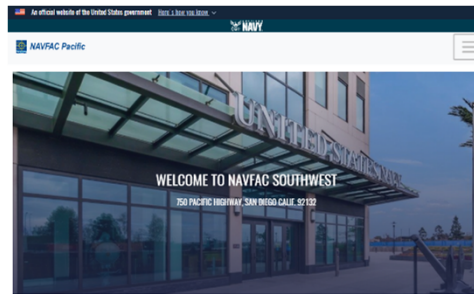 An official website of the United States government Here's how you know
NAVY
NAVFAC Pacific
UNITED STATES
WELCOME TO NAVFAC SOUTHWEST
750 PACIFIC HIGHWAY, SAN DIEGO CALIF. 92132